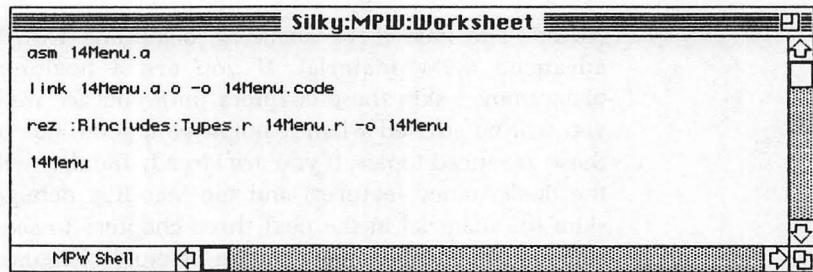 Silky:MPW:Worksheet
asm 14Menu.a
link 14Menu.a.o -o 14Menu.code
rez :RIncludes:Types.r 14Menu.r -o 14Menu
14Menu
MPW Shell